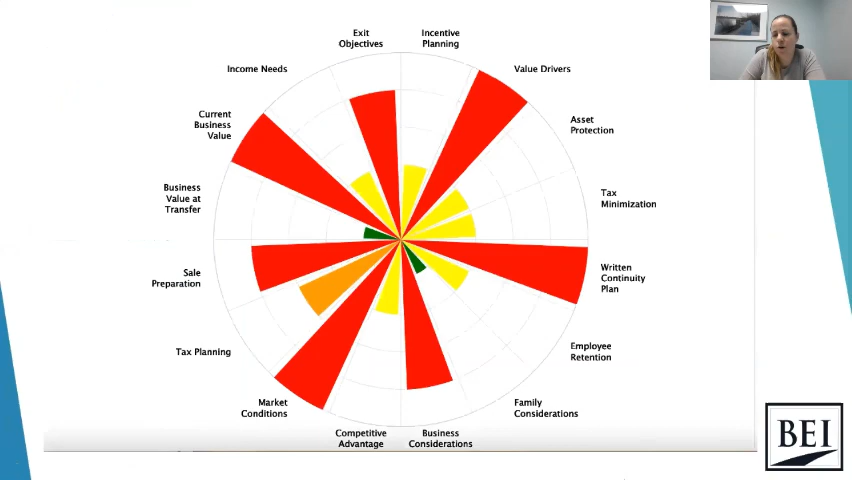 Exit
Objectives
Incentive
Planning
Value Drivers
Asset
Protection
Tax
Minimization
Written
Continuity
Plan
Employee
Retention
Family
Considerations
Business
Considerations
Competitive
Advantage
Market
Conditions
Tax Planning
Sale
Preparation
Business
Value at
Transfer
Current
Business
Value
Income Needs
BEI